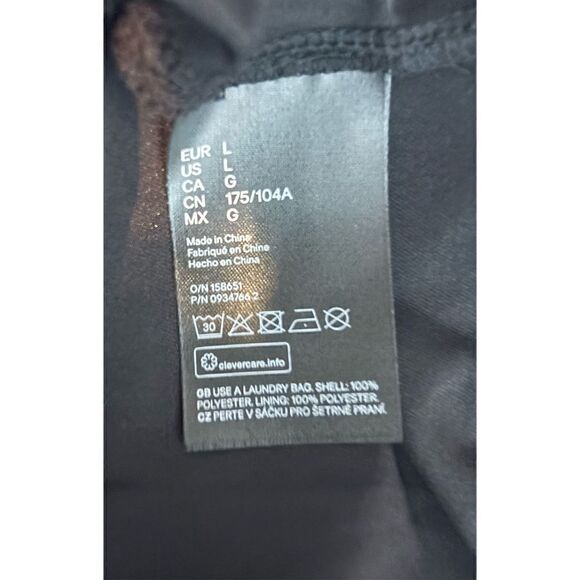 EUR L
US L
CA G
CN 175/104A
MX G
Made in China
Fabriqué en Chine
Hecho en China
O/N 158651
P/N 0934766 2
30
clevercare.info
GB USE A LAUNDRY BAG. SHELL: 100%
POLYESTER. LINING: 100% POLYESTER.
CZ PERTE V SÁČKU PRO ŠETRNÉ PRANÍ.